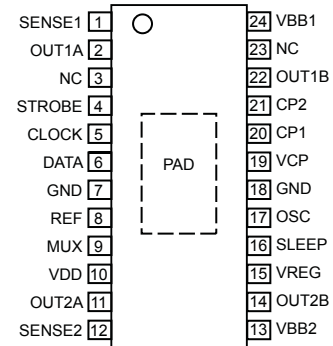 SENSE1 1 24 VBB1
OUT1A 2 23 NC
NC 3 22 OUT1B
STROBE 4 21 CP2
CLOCK 5 20 CP1
DATA 6 PAD 19 VCP
GND 7 18 GND
REF 8 17 OSC
MUX 9 16 SLEEP
VDD 10 15 VREG
OUT2A 11 14 OUT2B
SENSE2 12 13 VBB2